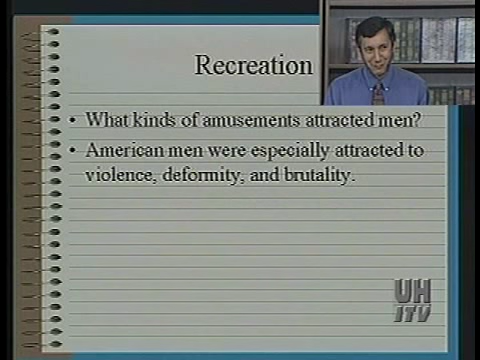 Recreation
• What kinds of amusements attracted men?
• American men were especially attracted to
violence, deformity, and brutality.
UH
ITV